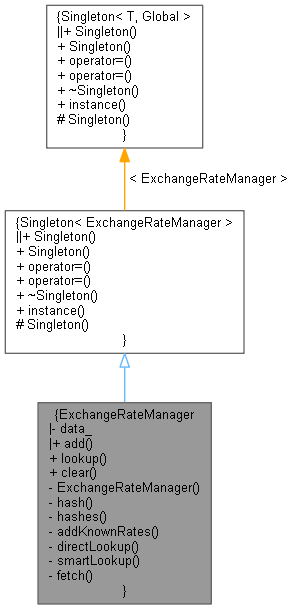 {Singleton< T, Global >
||+ Singleton()
+ Singleton()
+ operator=()
+ operator=()
+ ~Singleton()
+ instance()
# Singleton()
}
< ExchangeRateManager >
{Singleton< ExchangeRateManager >
||+ Singleton()
+ Singleton()
+ operator=()
+ operator=()
+ ~Singleton()
+ instance()
# Singleton()
}
{ExchangeRateManager
|- data_
|+ add()
+ lookup()
+ clear()
- ExchangeRateManager()
- hash()
- hashes()
- addKnownRates()
- directLookup()
- smartLookup()
- fetch()
}